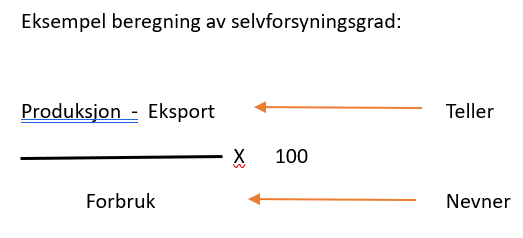 Eksempel beregning av selvforsyningsgrad:
Produksjon - Eksport Teller
X 100
Forbruk Nevner